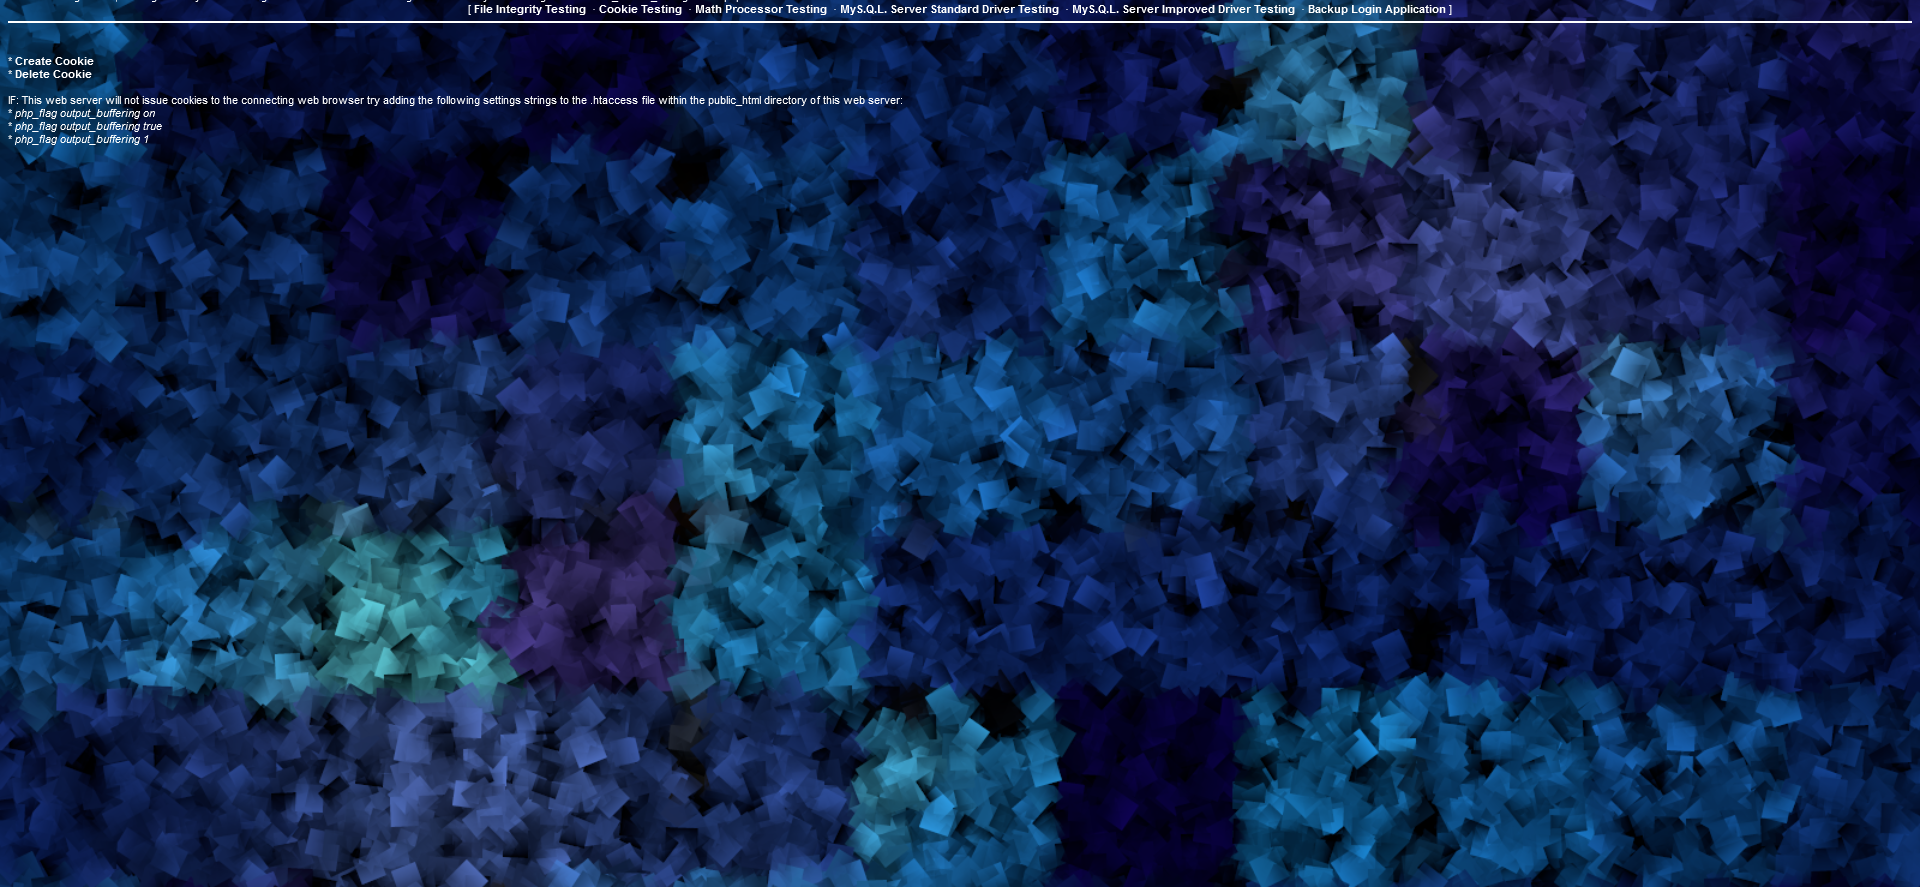 [ File Integrity Testing · Cookie Testing · Math Processor Testing · MyS.Q.L. Server Standard Driver Testing · MyS.Q.L. Server Improved Driver Testing · Backup Login Application ]
* Create Cookie
* Delete Cookie
IF: This web server will not issue cookies to the connecting web browser try adding the following settings strings to the .htaccess file within the public_html directory of this web server:
* php_flag output_buffering on
* php_flag output_buffering true
* php_flag output_buffering 1